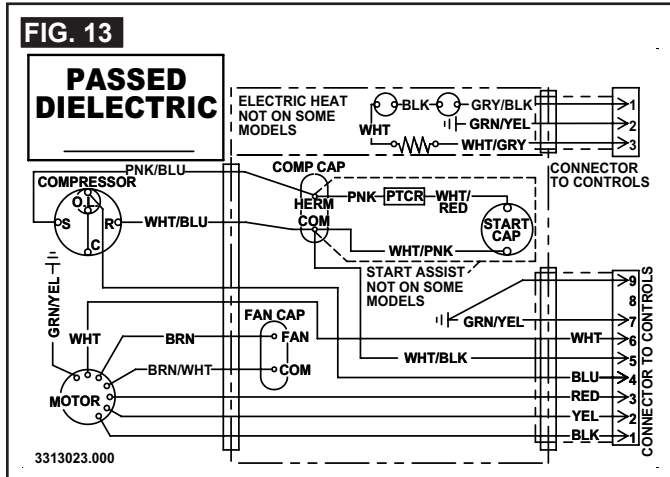 FIG. 13
PASSED
DIELECTRIC
ELECTRIC HEAT
NOT ON SOME
MODELS
BLK
GRY/BLK
1
GRN/YEL
2
WHT
WHT/GRY
3
CONNECTOR
TO CONTROLS
PNK/BLU
COMPRESSOR
COMP CAP
HERM
COM
PNK
PTCR
WHT/
RED
START
CAP
O.L.
S
R
C
WHT/BLU
WHT/PNK
START ASSIST
NOT ON SOME
MODELS
GRN/YEL
WHT
FAN CAP
BRN
FAN
BRN/WHT
COM
MOTOR
9
8
GRN/YEL
7
WHT
6
WHT/BLK
5
BLU
4
RED
3
YEL
2
BLK
1
CONNECTOR TO CONTROLS
3313023.000